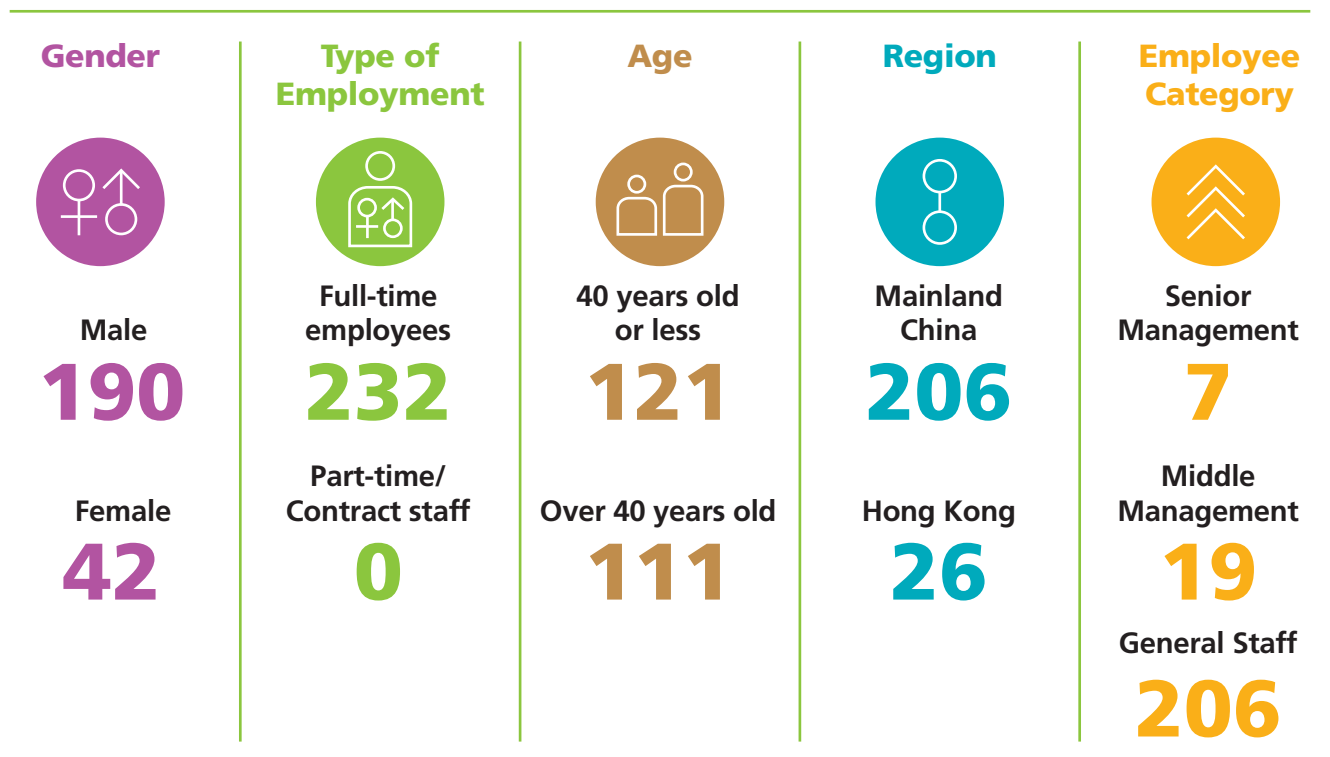 Gender
Male
190
Female
42
Type of
Employment
Full-time
employees
232
Part-time/
Contract staff
0
Age
40 years old
or less
121
Over 40 years old
111
Region
Mainland
China
206
Hong Kong
26
Employee
Category
Senior
Management
7
Middle
Management
19
General Staff
206